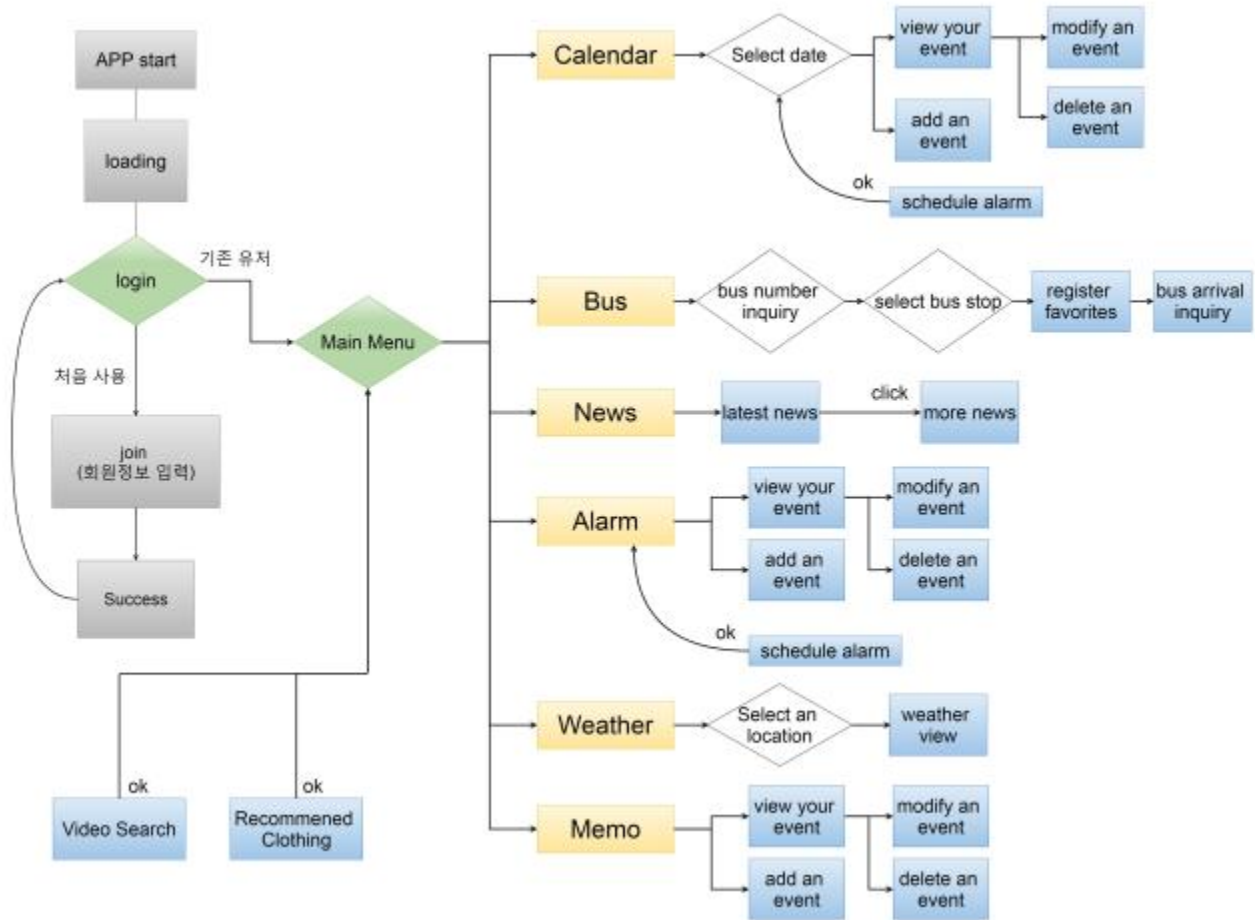 APP start
loading
login
기존 유저
처음 사용
join
(회원정보 입력)
Success
Main Menu
ok
Video Search
ok
Recommened
Clothing
Calendar
Select date
view your
event
modify an
event
add an
event
delete an
event
ok
schedule alarm
Bus
bus number
inquiry
select bus stop
register
favorites
bus arrival
inquiry
News
latest news
click
more news
Alarm
view your
event
modify an
event
add an
event
delete an
event
ok
schedule alarm
Weather
Select an
location
weather
view
Memo
view your
event
modify an
event
add an
event
delete an
event